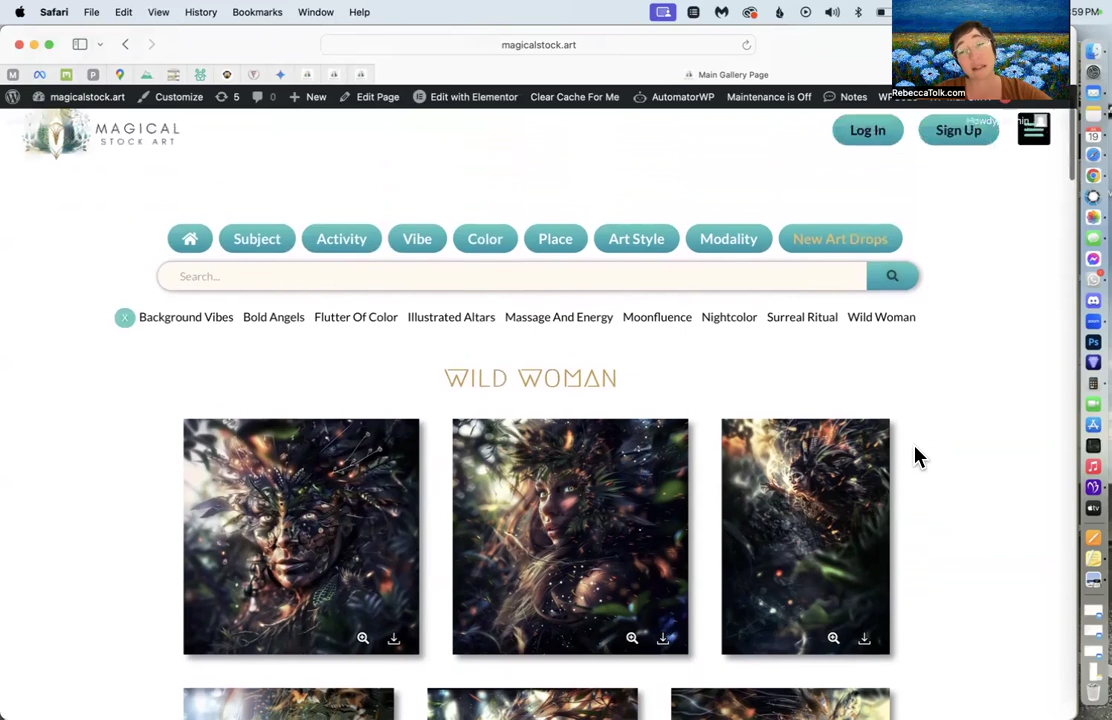 Safari File Edit View History Bookmarks Window Help
59 PM
magicalstock.art
Main Gallery Page
RebeccaTolk.com
magicalstock.art Customize 5 0 New Edit Page Edit with Elementor Clear Cache For Me AutomatorWP Maintenance is Off Notes
MAGICAL
STOCK ART
Log In Sign Up
Subject Activity Vibe Color Place Art Style Modality New Art Drops
Search...
X Background Vibes Bold Angels Flutter Of Color Illustrated Altars Massage And Energy Moonfluence Nightcolor Surreal Ritual Wild Woman
WILD WOMAN